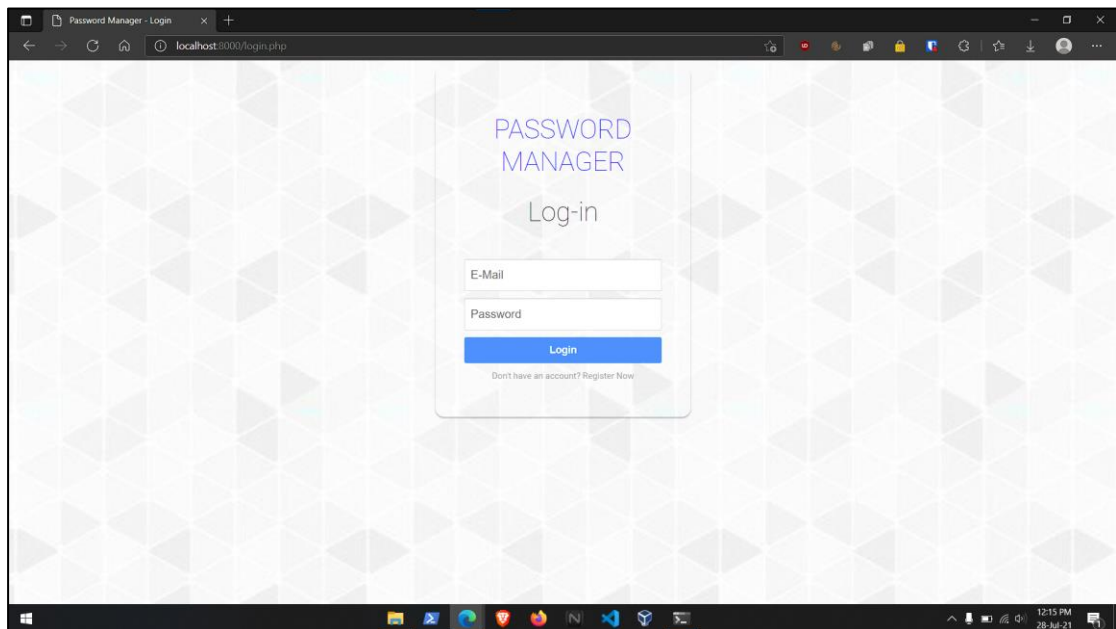 Password Manager - Login
localhost:8000/login.php
PASSWORD
MANAGER
Log-in
E-Mail
Password
Login
Don't have an account? Register Now
12:15 PM
28-Jul-21